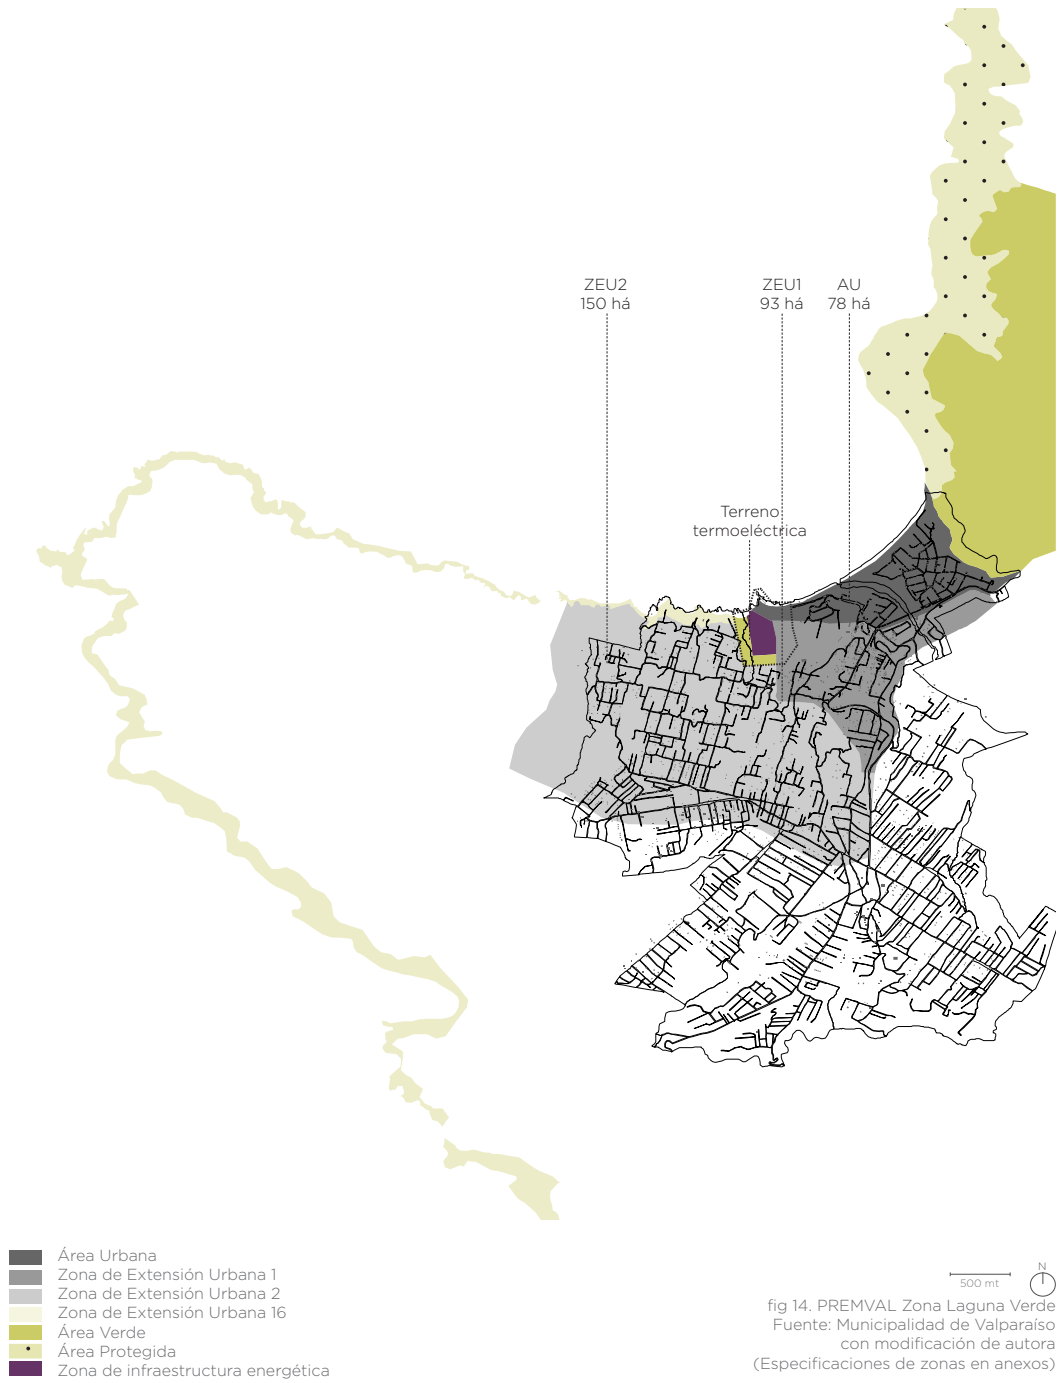 ZEU2
150 há
ZEU1
93 há
AU
78 há
Terreno
termoeléctrica
Área Urbana
Zona de Extensión Urbana 1
Zona de Extensión Urbana 2
Zona de Extensión Urbana 16
Área Verde
Área Protegida
Zona de infraestructura energética
500 mt
N
fig 14. PREMVAL Zona Laguna Verde
Fuente: Municipalidad de Valparaíso
con modificación de autora
(Especificaciones de zonas en anexos)